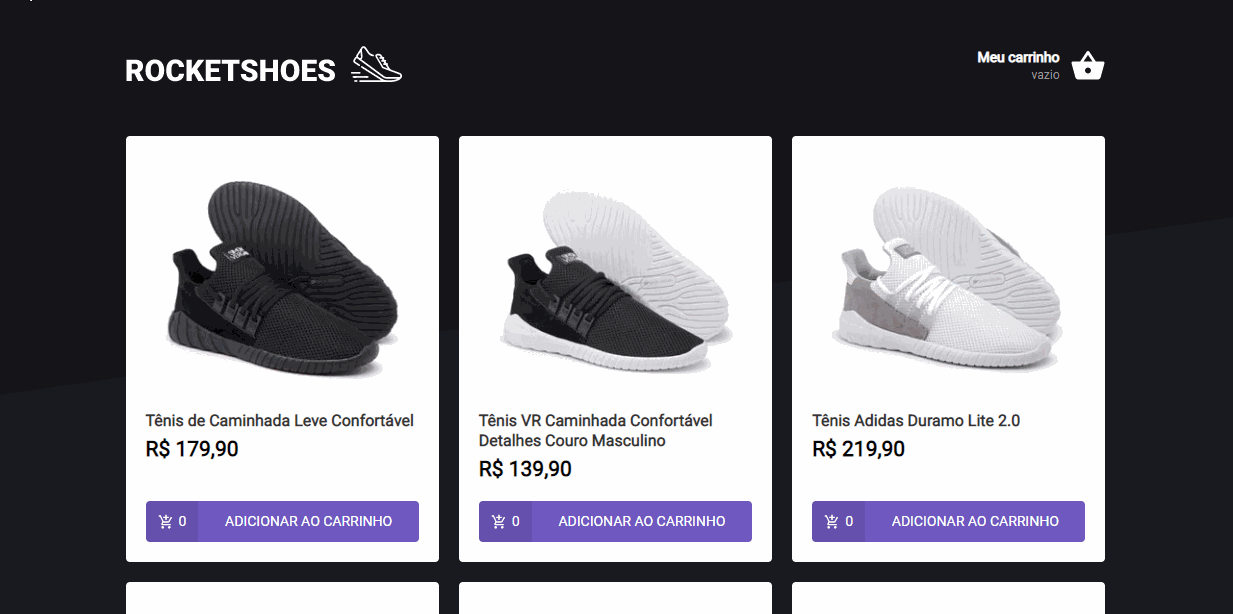 ROCKETSHOES
Meu carrinho
vazio
Tênis de Caminhada Leve Confortável
R$ 179,90
0 ADICIONAR AO CARRINHO
Tênis VR Caminhada Confortável
Detalhes Couro Masculino
R$ 139,90
0 ADICIONAR AO CARRINHO
Tênis Adidas Duramo Lite 2.0
R$ 219,90
0 ADICIONAR AO CARRINHO